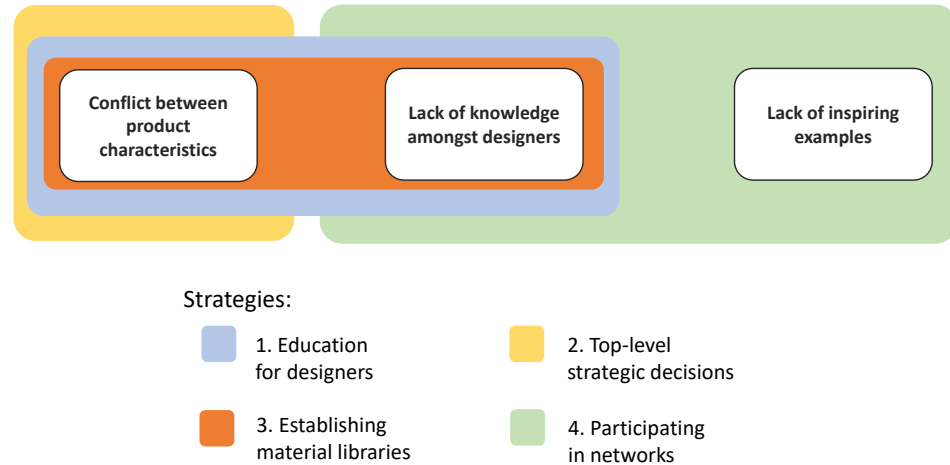 Conflict between
product
characteristics
Lack of knowledge
amongst designers
Lack of inspiring
examples
Strategies:
1. Education
for designers
2. Top-level
strategic decisions
3. Establishing
material libraries
4. Participating
in networks